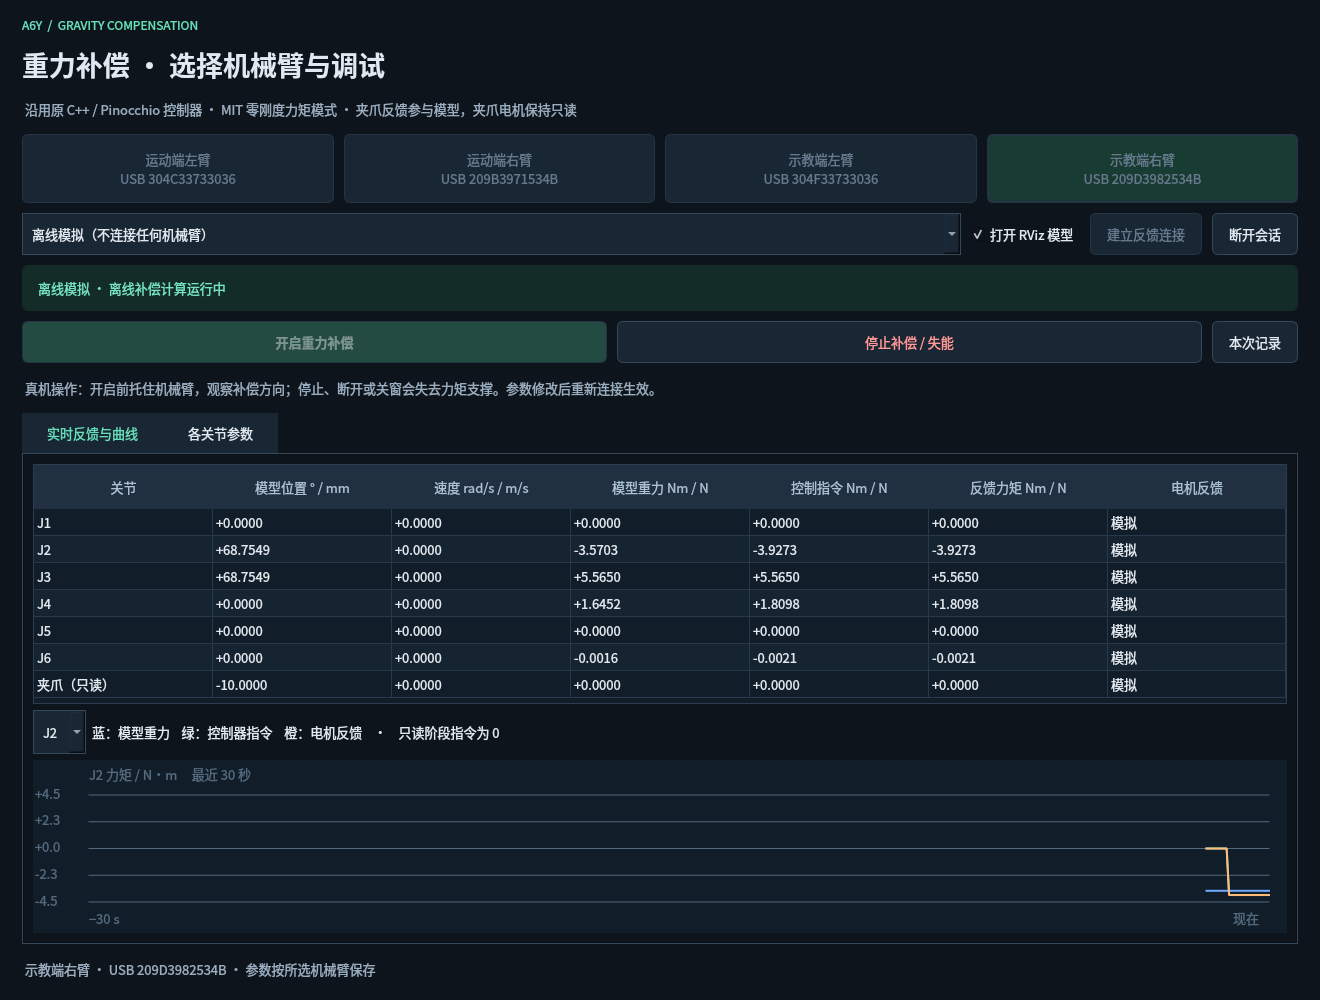 A6Y / GRAVITY COMPENSATION
重力补偿 · 选择机械臂与调试
沿用原 C++ / Pinocchio 控制器 · MIT 零刚度力矩模式 · 夹爪反馈参与模型，夹爪电机保持只读
运动端左臂 运动端右臂 示教端左臂 示教端右臂
USB 304C33733036 USB 209B3971534B USB 304F33733036 USB 209D3982534B
离线模拟（不连接任何机械臂） ✓ 打开 RViz 模型 建立反馈连接 断开会话
离线模拟 · 离线补偿计算运行中
开启重力补偿 停止补偿 / 失能 本次记录
真机操作：开启前托住机械臂，观察补偿方向；停止、断开或关窗会失去力矩支撑。参数修改后重新连接生效。
实时反馈与曲线 各关节参数
关节 模型位置 ° / mm 速度 rad/s / m/s 模型重力 Nm / N 控制指令 Nm / N 反馈力矩 Nm / N 电机反馈
J1 +0.0000 +0.0000 +0.0000 +0.0000 +0.0000 模拟
J2 +68.7549 +0.0000 -3.5703 -3.9273 -3.9273 模拟
J3 +68.7549 +0.0000 +5.5650 +5.5650 +5.5650 模拟
J4 +0.0000 +0.0000 +1.6452 +1.8098 +1.8098 模拟
J5 +0.0000 +0.0000 +0.0000 +0.0000 +0.0000 模拟
J6 +0.0000 +0.0000 -0.0016 -0.0021 -0.0021 模拟
夹爪（只读） -10.0000 +0.0000 +0.0000 +0.0000 +0.0000 模拟
J2 蓝：模型重力 绿：控制器指令 橙：电机反馈 · 只读阶段指令为 0
J2 力矩 / N·m 最近 30 秒
+4.5
+2.3
+0.0
-2.3
-4.5
−30 s 现在
示教端右臂 · USB 209D3982534B · 参数按所选机械臂保存